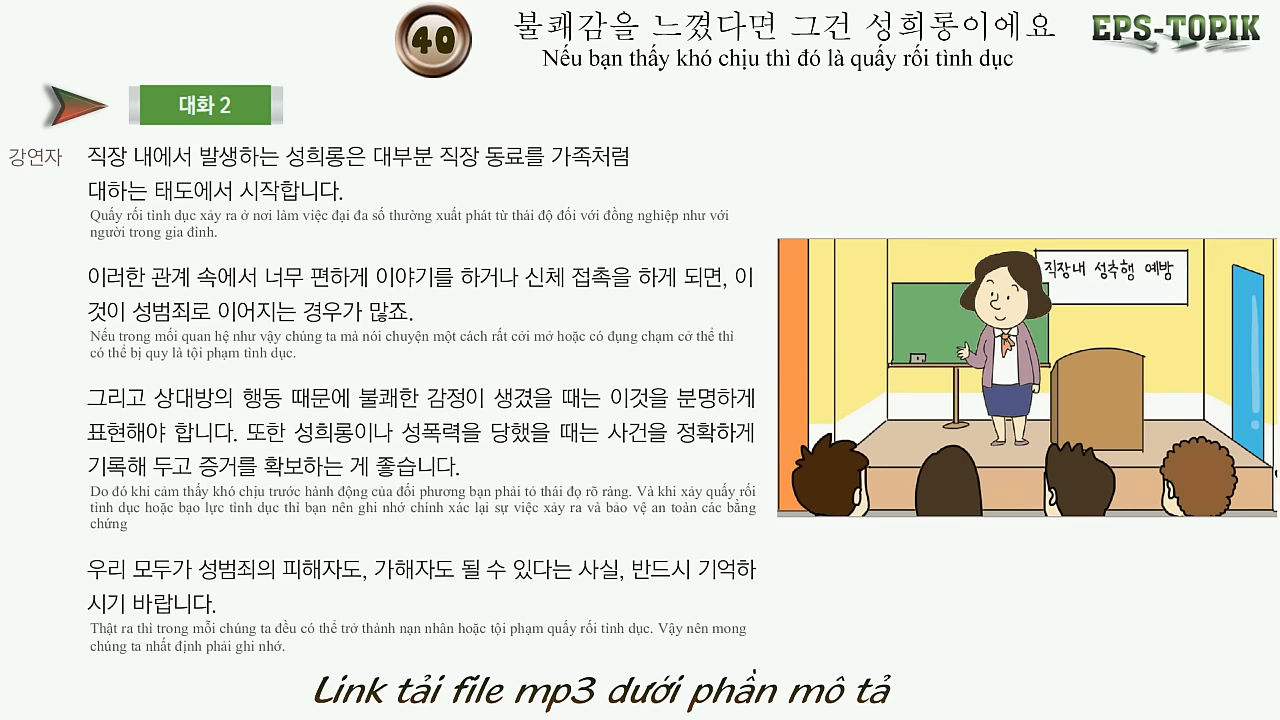 40
불쾌감을 느꼈다면 그건 성희롱이에요
Nếu bạn thấy khó chịu thì đó là quấy rối tình dục
EPS-TOPIK
대화 2
강연자
직장 내에서 발생하는 성희롱은 대부분 직장 동료를 가족처럼
대하는 태도에서 시작합니다.
Quấy rối tình dục xảy ra ở nơi làm việc đại đa số thường xuất phát từ thái độ đối với đồng nghiệp như với
người trong gia đình.
이러한 관계 속에서 너무 편하게 이야기를 하거나 신체 접촉을 하게 되면, 이
것이 성범죄로 이어지는 경우가 많죠.
Nếu trong mối quan hệ như vậy chúng ta mà nói chuyện một cách rất cởi mở hoặc có đụng chạm cở thể thì
có thể bị quy là tội phạm tình dục.
그리고 상대방의 행동 때문에 불쾌한 감정이 생겼을 때는 이것을 분명하게
표현해야 합니다. 또한 성희롱이나 성폭력을 당했을 때는 사건을 정확하게
기록해 두고 증거를 확보하는 게 좋습니다.
Do đó khi cảm thấy khó chịu trước hành động của đối phương bạn phải tỏ thái đọ rõ ràng. Và khi xảy quấy rối
tình dục hoặc bạo lực tình dục thì bạn nên ghi nhớ chính xác lại sự việc xảy ra và bảo vệ an toàn các bằng
chứng
우리 모두가 성범죄의 피해자도, 가해자도 될 수 있다는 사실, 반드시 기억하
시기 바랍니다.
Thật ra thì trong mỗi chúng ta đều có thể trở thành nạn nhân hoặc tội phạm quấy rối tình dục. Vậy nên mong
chúng ta nhất định phải ghi nhớ.
직장내 성추행 예방
Link tải file mp3 dưới phần mô tả